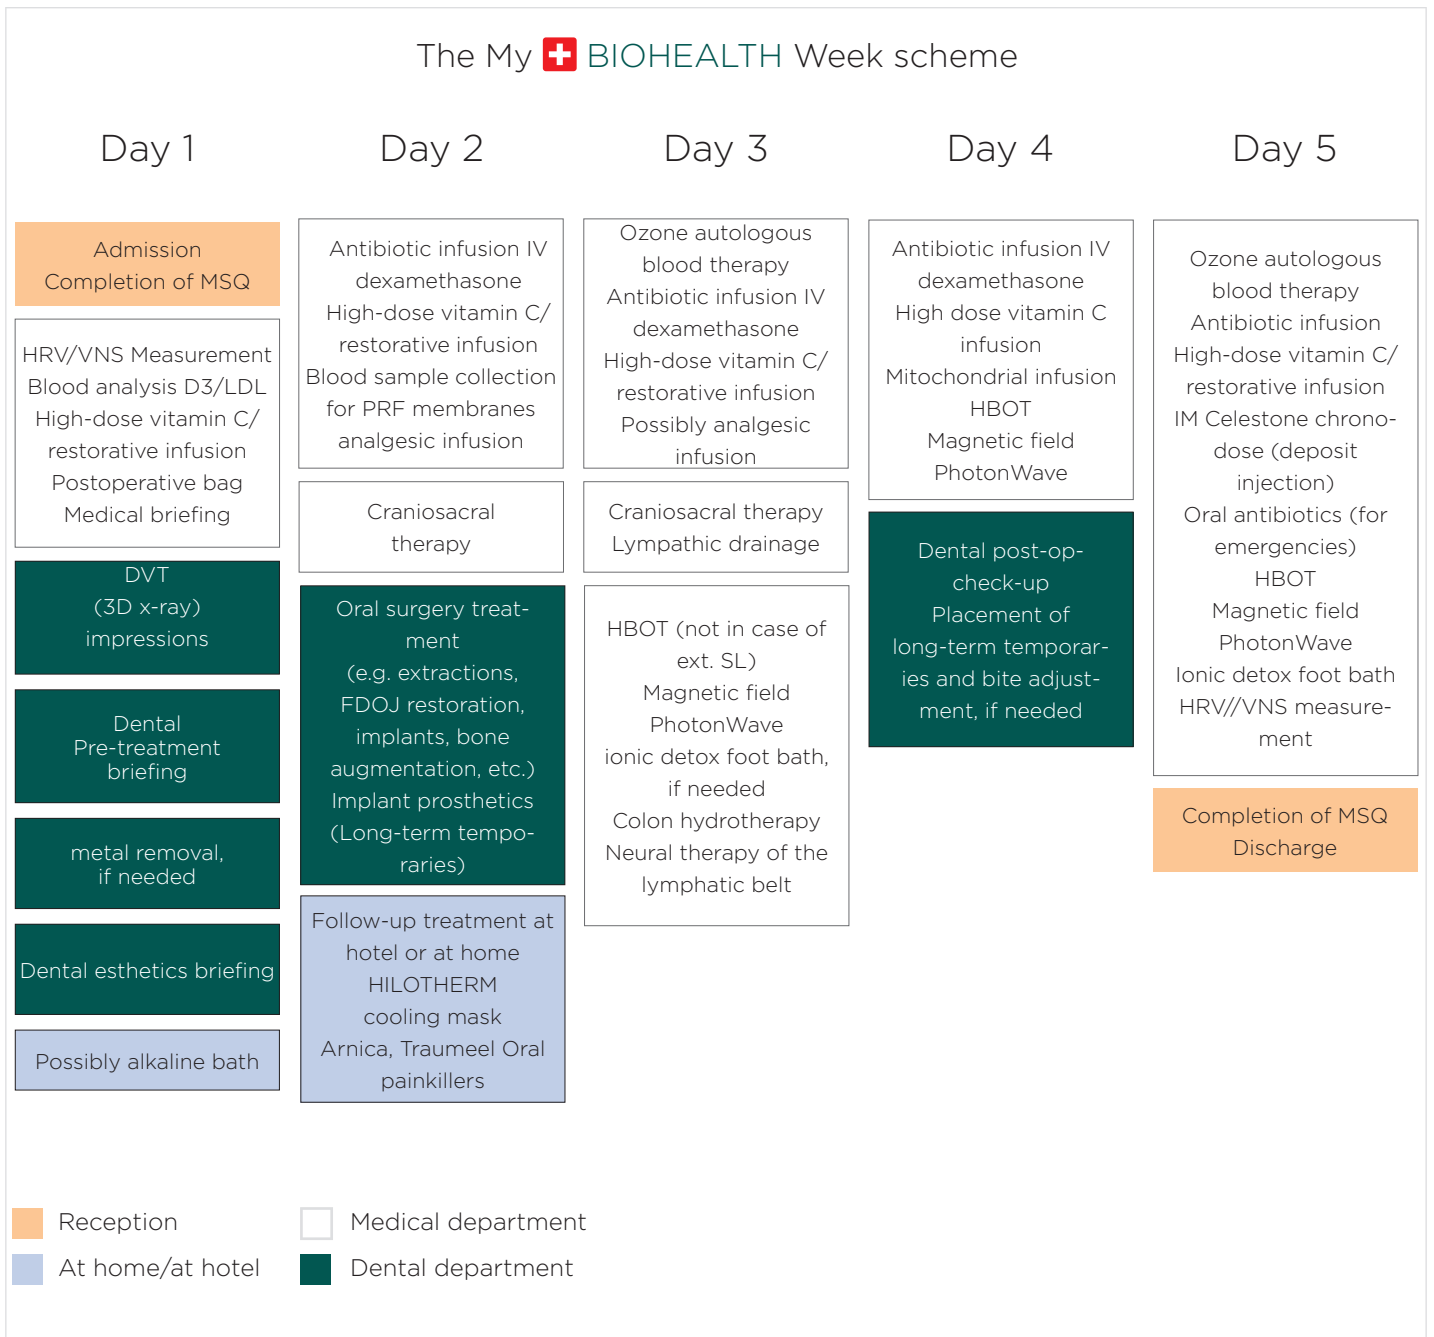 The My BIOHEALTH Week scheme
Day 1
Admission
Completion of MSQ
HRV/VNS Measurement
Blood analysis D3/LDL
High-dose vitamin C/
restorative infusion
Postoperative bag
Medical briefing
DVT
(3D x-ray)
impressions
Dental
Pre-treatment
briefing
metal removal,
if needed
Dental esthetics briefing
Possibly alkaline bath
Day 2
Antibiotic infusion IV
dexamethasone
High-dose vitamin C/
restorative infusion
Blood sample collection
for PRF membranes
analgesic infusion
Craniosacral
therapy
Oral surgery treat-
ment
(e.g. extractions,
FDOJ restoration,
implants, bone
augmentation, etc.)
Implant prosthetics
(Long-term tempo-
raries)
Follow-up treatment at
hotel or at home
HILOTHERM
cooling mask
Arnica, Traumeel Oral
painkillers
Day 3
Ozone autologous
blood therapy
Antibiotic infusion IV
dexamethasone
High-dose vitamin C/
restorative infusion
Possibly analgesic
infusion
Craniosacral therapy
Lympathic drainage
HBOT (not in case of
ext. SL)
Magnetic field
PhotonWave
ionic detox foot bath,
if needed
Colon hydrotherapy
Neural therapy of the
lymphatic belt
Day 4
Antibiotic infusion IV
dexamethasone
High dose vitamin C
infusion
Mitochondrial infusion
HBOT
Magnetic field
PhotonWave
Dental post-op-
check-up
Placement of
long-term temporar-
ies and bite adjust-
ment, if needed
Day 5
Ozone autologous
blood therapy
Antibiotic infusion
High-dose vitamin C/
restorative infusion
IM Celestone chrono-
dose (deposit
injection)
Oral antibiotics (for
emergencies)
HBOT
Magnetic field
PhotonWave
Ionic detox foot bath
HRV//VNS measure-
ment
Completion of MSQ
Discharge
Reception
Medical department
At home/at hotel
Dental department